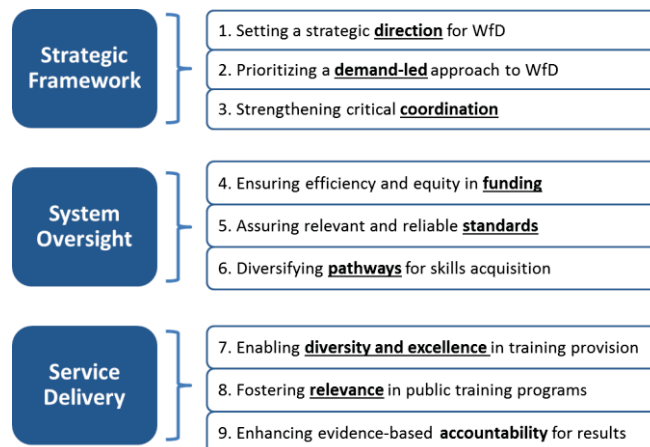 Strategic
Framework
1. Setting a strategic direction for WfD
2. Prioritizing a demand-led approach to WfD
3. Strengthening critical coordination
System
Oversight
4. Ensuring efficiency and equity in funding
5. Assuring relevant and reliable standards
6. Diversifying pathways for skills acquisition
Service
Delivery
7. Enabling diversity and excellence in training provision
8. Fostering relevance in public training programs
9. Enhancing evidence-based accountability for results